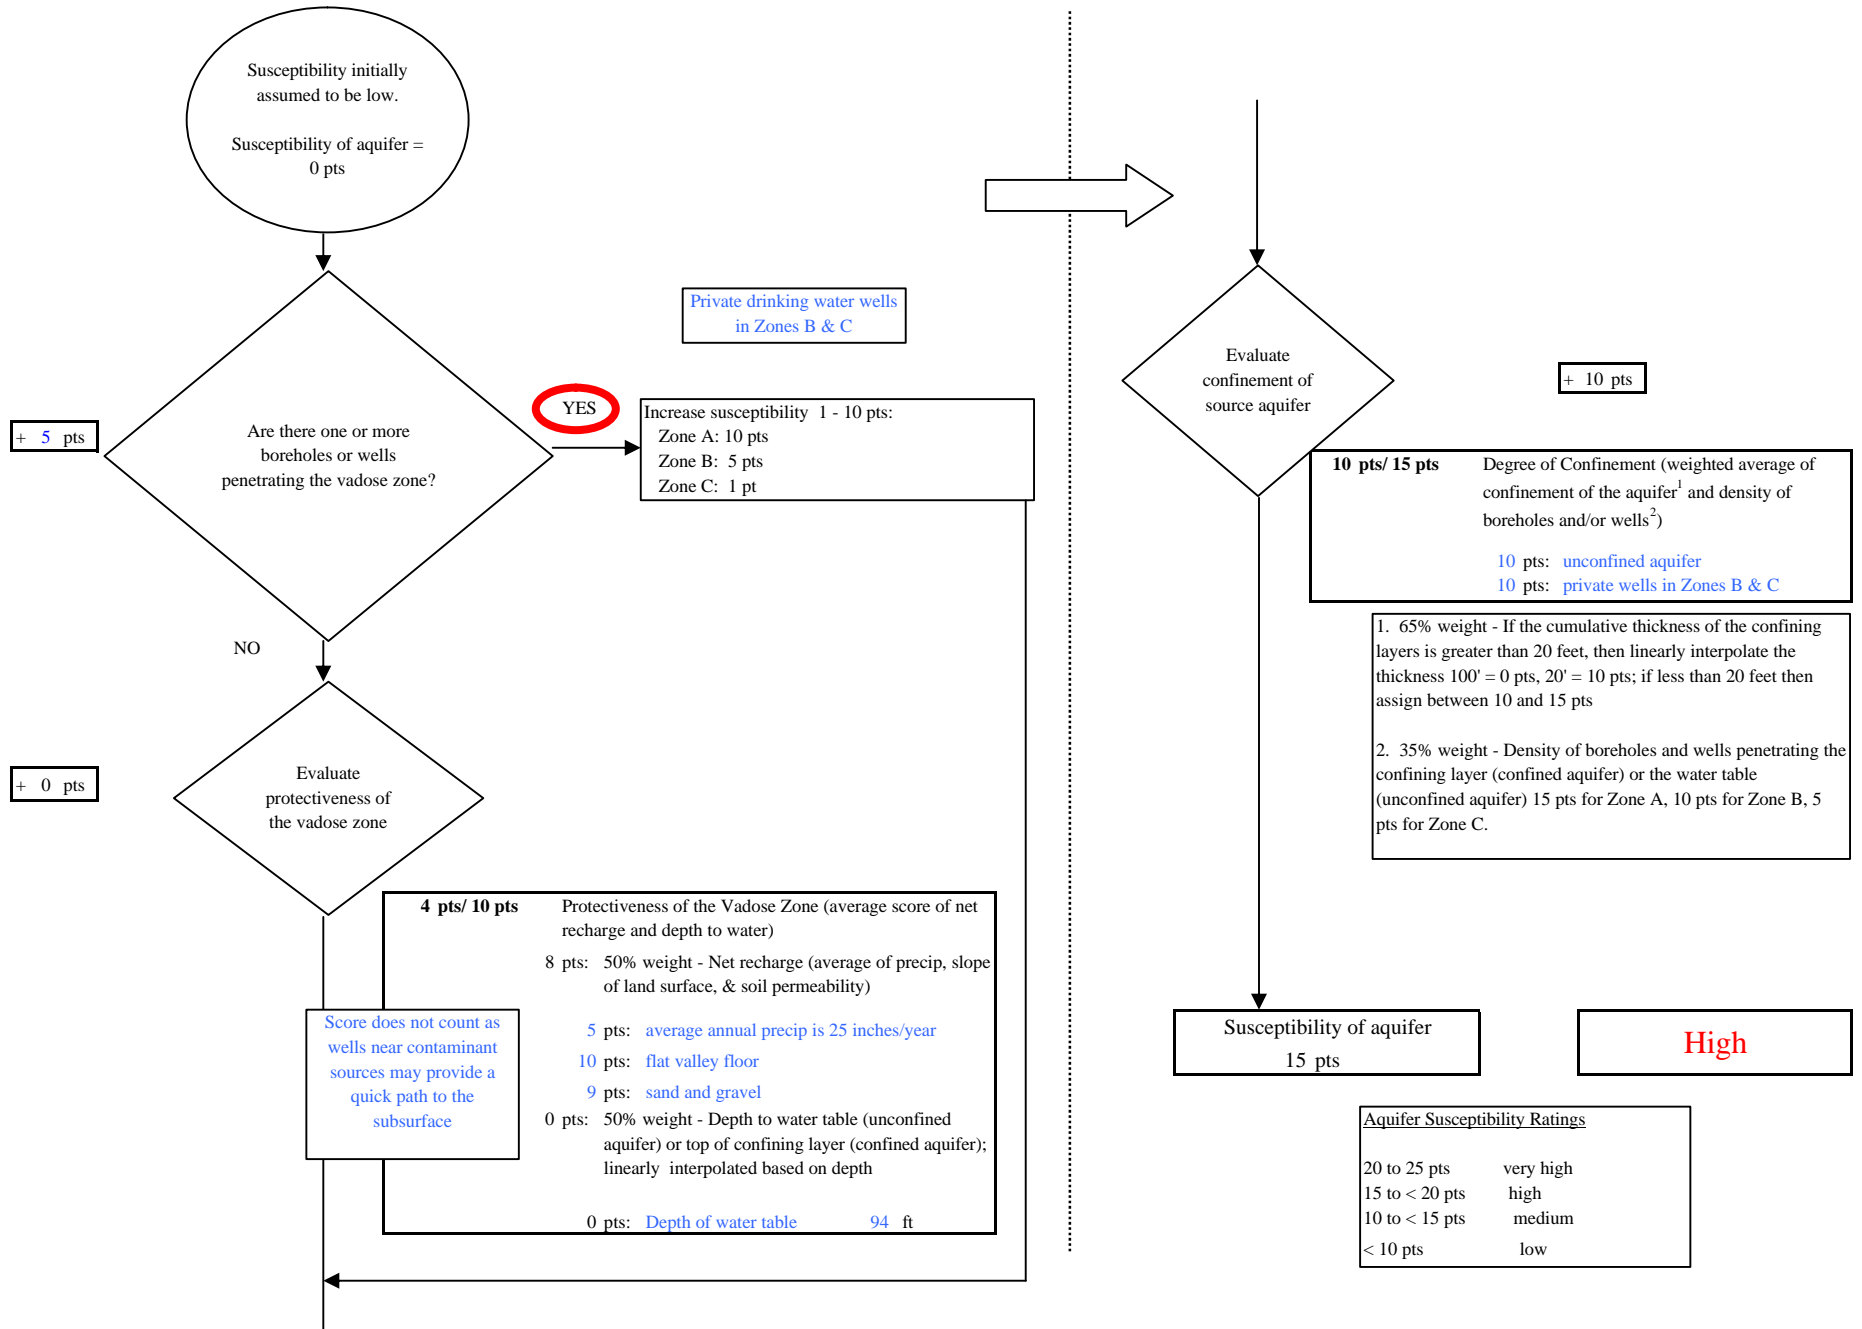 Susceptibility initially
assumed to be low.
Susceptibility of aquifer =
0 pts
Private drinking water wells
in Zones B & C
+ 5 pts
Are there one or more
boreholes or wells
penetrating the vadose zone?
YES
Increase susceptibility 1 - 10 pts:
Zone A: 10 pts
Zone B: 5 pts
Zone C: 1 pt
NO
+ 0 pts
Evaluate
protectiveness of
the vadose zone
4 pts/ 10 pts Protectiveness of the Vadose Zone (average score of net
recharge and depth to water)
8 pts: 50% weight - Net recharge (average of precip, slope
of land surface, & soil permeability)
5 pts: average annual precip is 25 inches/year
10 pts: flat valley floor
9 pts: sand and gravel
0 pts: 50% weight - Depth to water table (unconfined
aquifer) or top of confining layer (confined aquifer);
linearly interpolated based on depth
0 pts: Depth of water table 94 ft
Score does not count as
wells near contaminant
sources may provide a
quick path to the
subsurface
Evaluate
confinement of
source aquifer
+ 10 pts
10 pts/ 15 pts Degree of Confinement (weighted average of
confinement of the aquifer1 and density of
boreholes and/or wells2)
10 pts: unconfined aquifer
10 pts: private wells in Zones B & C
1. 65% weight - If the cumulative thickness of the confining
layers is greater than 20 feet, then linearly interpolate the
thickness 100' = 0 pts, 20' = 10 pts; if less than 20 feet then
assign between 10 and 15 pts
2. 35% weight - Density of boreholes and wells penetrating the
confining layer (confined aquifer) or the water table
(unconfined aquifer) 15 pts for Zone A, 10 pts for Zone B, 5
pts for Zone C.
Susceptibility of aquifer
15 pts
High
Aquifer Susceptibility Ratings
20 to 25 pts very high
15 to < 20 pts high
10 to < 15 pts medium
< 10 pts low